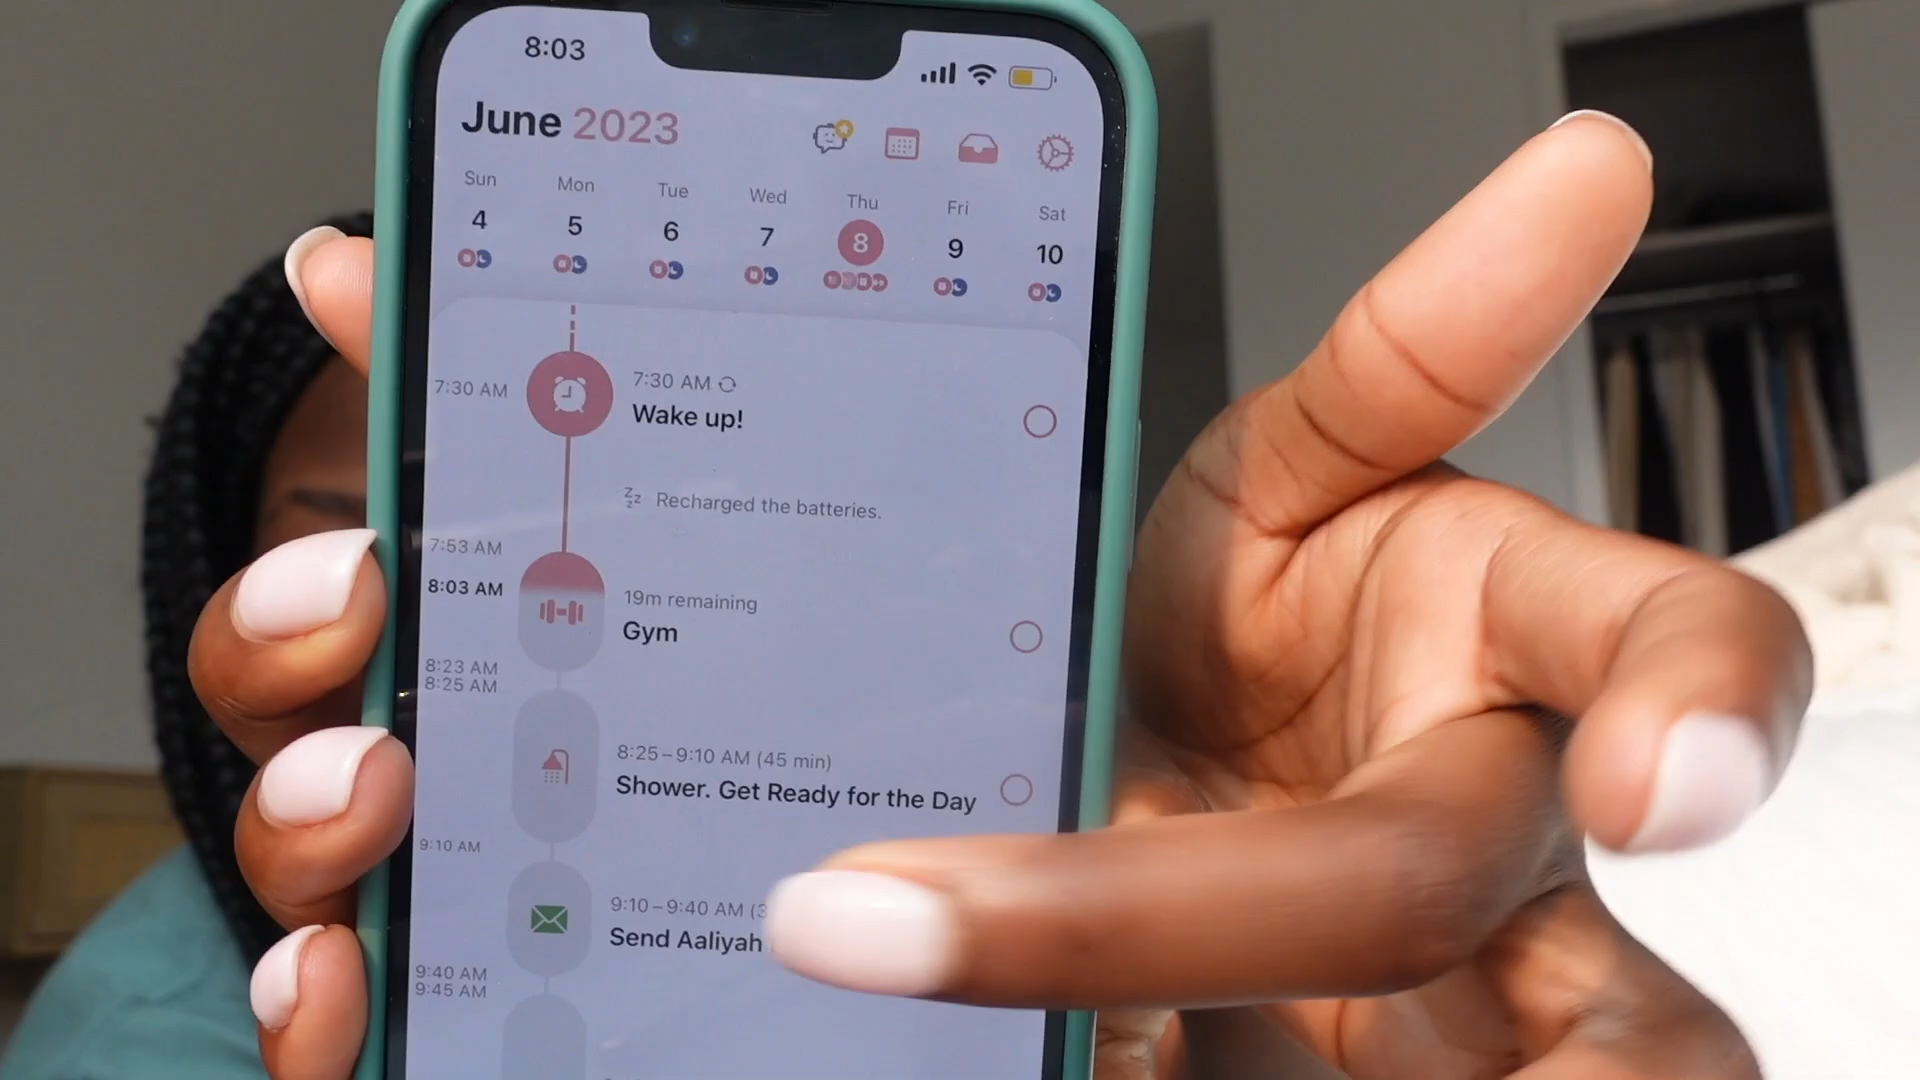 8:03
June 2023
Sun Mon Tue Wed Thu Fri Sat
4 5 6 7 8 9 10
7:30 AM
7:30 AM
Wake up!
Recharged the batteries.
7:53 AM
8:03 AM
19m remaining
Gym
8:23 AM
8:25 AM
8:25–9:10 AM (45 min)
Shower. Get Ready for the Day
9:10 AM
9:10–9:40 AM (3
Send Aaliyah
9:40 AM
9:45 AM